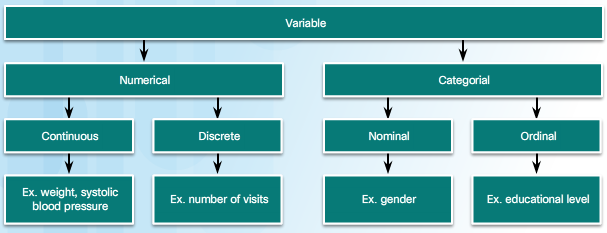 Variable
Numerical
Categorial
Continuous
Discrete
Nominal
Ordinal
Ex. weight, systolic
blood pressure
Ex. number of visits
Ex. gender
Ex. educational level